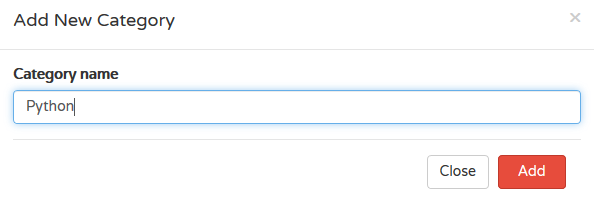 Add New Category ×
Category name
Python
Close Add